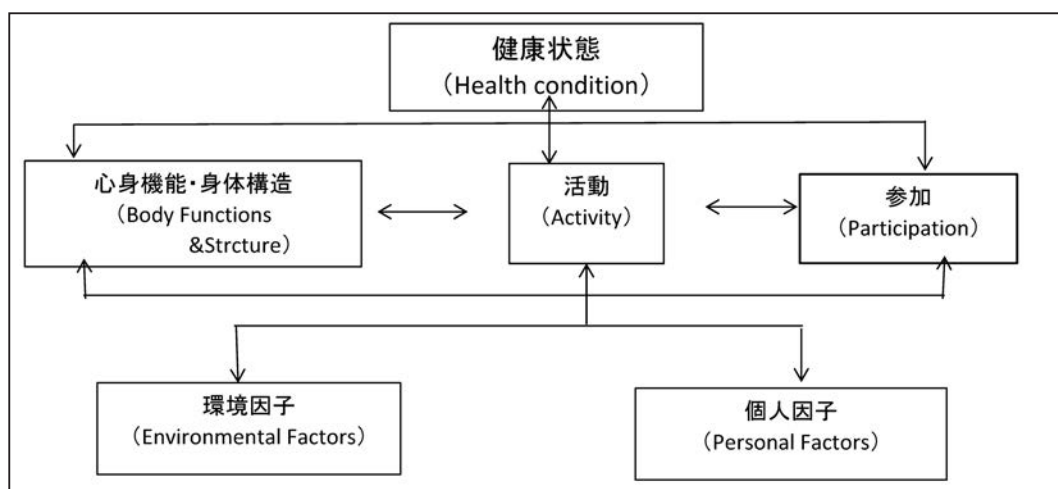 健康状態
（Health condition）
心身機能・身体構造
（Body Functions
&Strcture）
活動
（Activity）
参加
（Participation）
環境因子
（Environmental Factors）
個人因子
（Personal Factors）